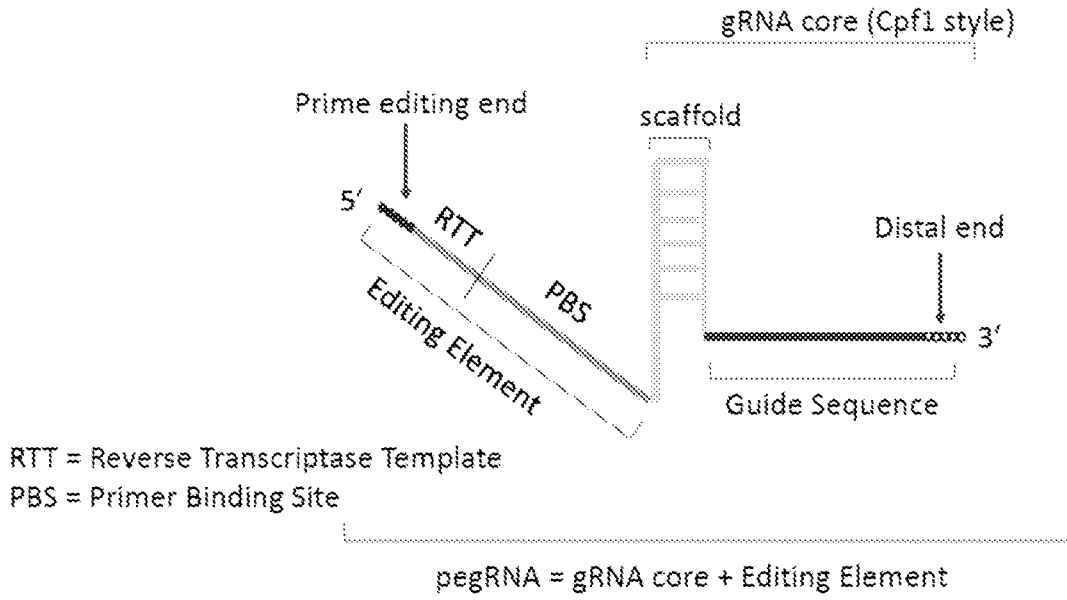 gRNA core (Cpf1 style)
Prime editing end
scaffold
5′
RTT
Distal end
PBS
Editing Element
3′
Guide Sequence
RTT = Reverse Transcriptase Template
PBS = Primer Binding Site
pegRNA = gRNA core + Editing Element